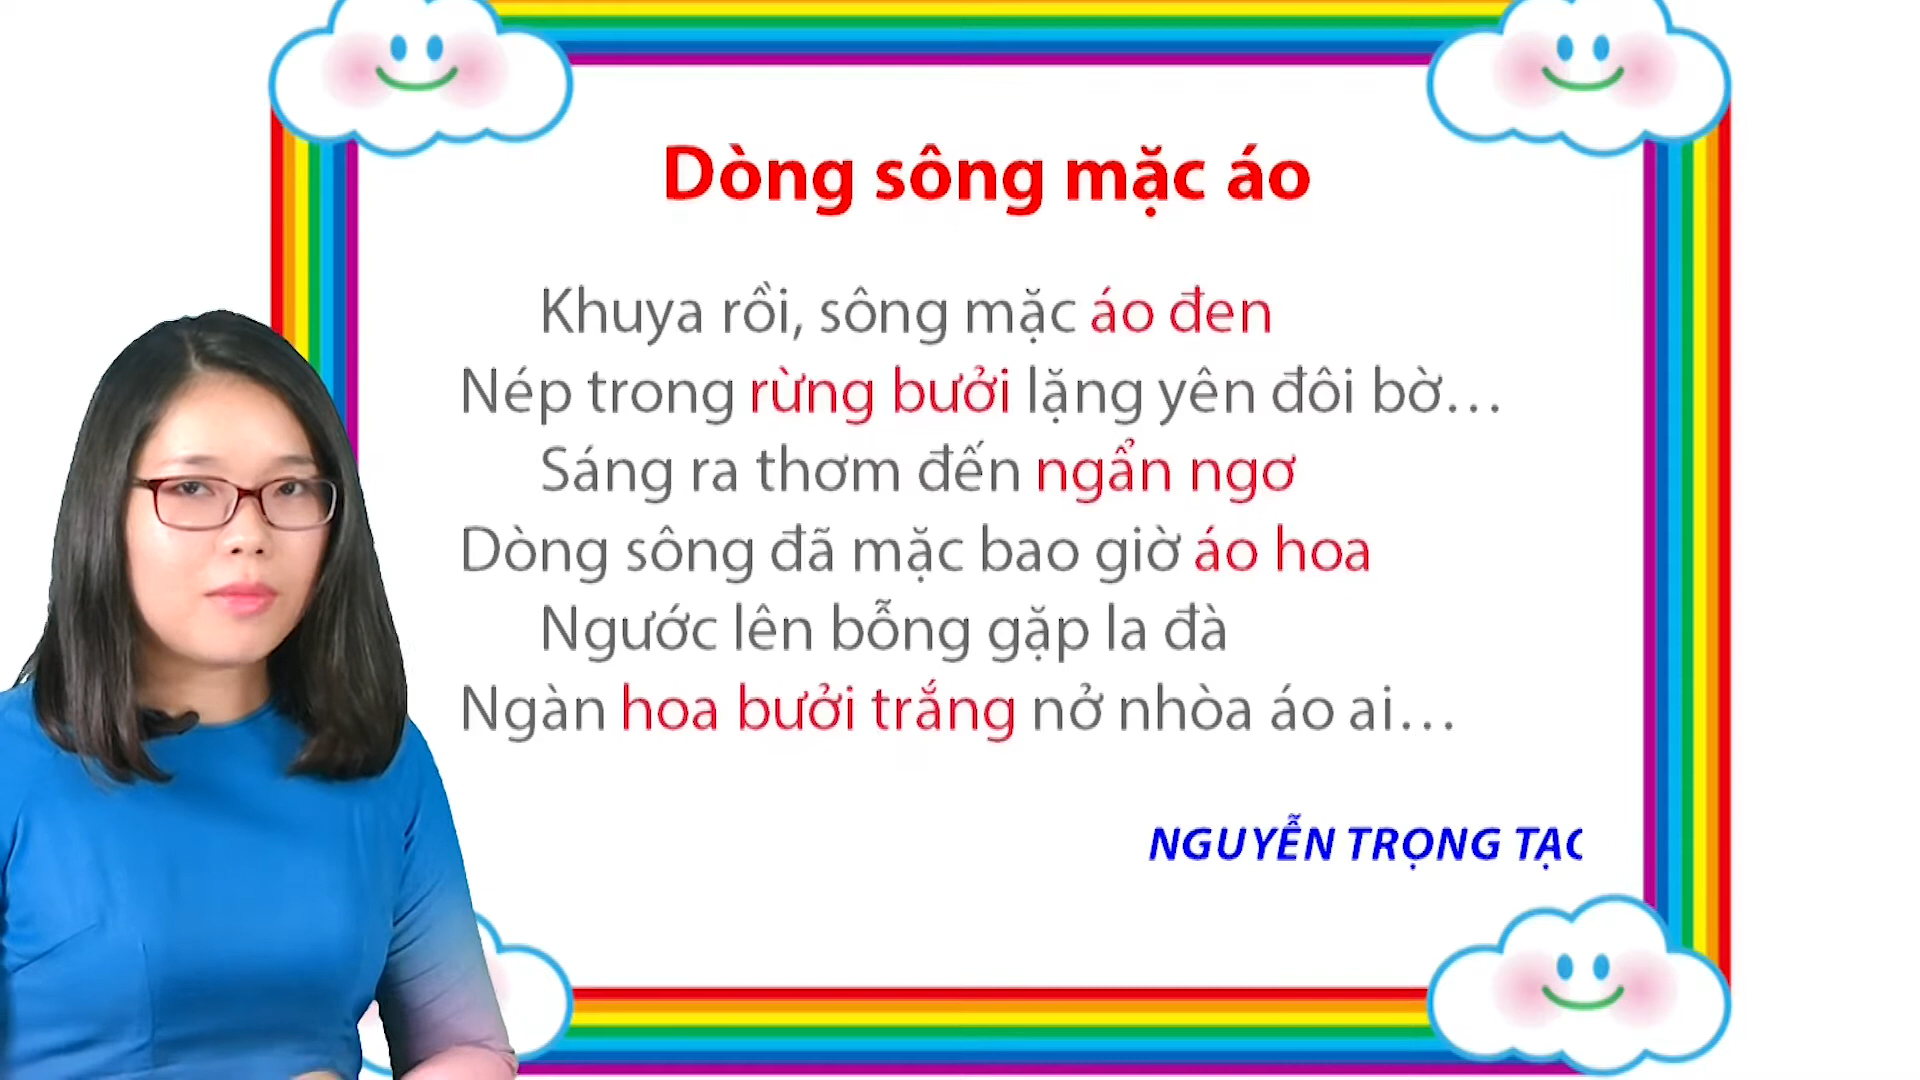 Dòng sông mặc áo
Khuya rồi, sông mặc áo đen
Nép trong rừng bưởi lặng yên đôi bờ…
Sáng ra thơm đến ngẩn ngơ
Dòng sông đã mặc bao giờ áo hoa
Ngước lên bỗng gặp la đà
Ngàn hoa bưởi trắng nở nhòa áo ai…
NGUYỄN TRỌNG TẠO